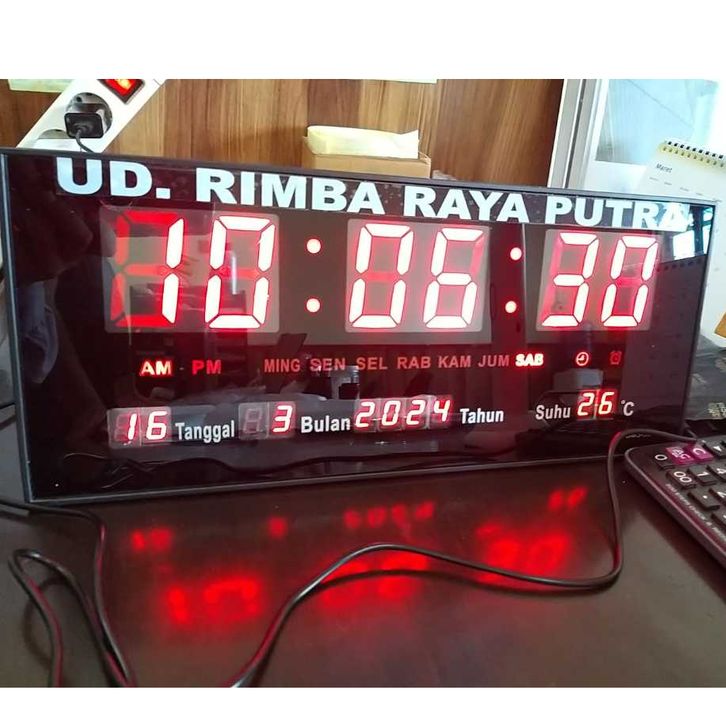 Maret
UD. RIMBA RAYA PUTRA
10:06:30
AM PM MING SEN SEL RAB KAM JUM SAB
16 Tanggal 3 Bulan 2024 Tahun Suhu 26 °C